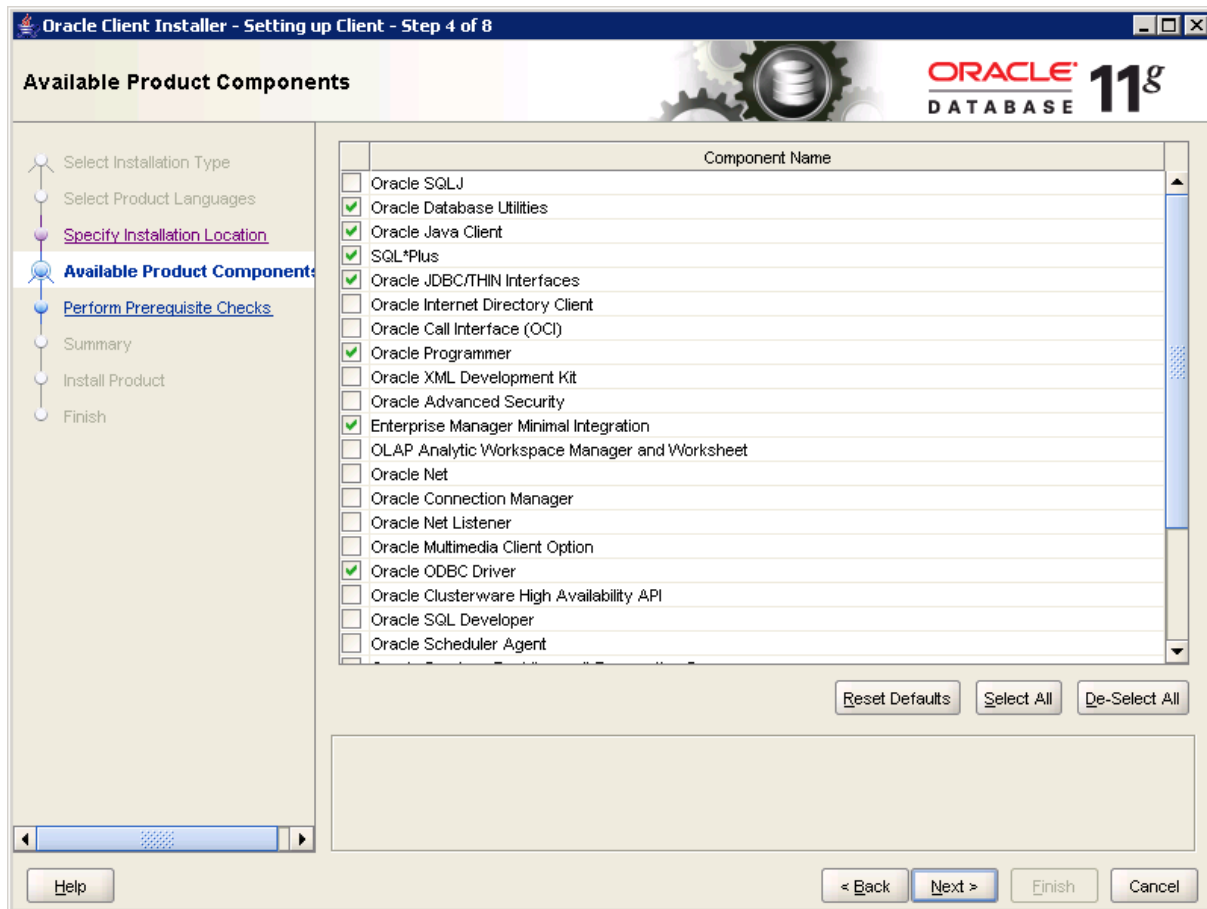 Oracle Client Installer - Setting up Client - Step 4 of 8
Available Product Components
ORACLE
DATABASE
11g
Select Installation Type
Select Product Languages
Specify Installation Location
Available Product Components
Perform Prerequisite Checks
Summary
Install Product
Finish
Component Name
Oracle SQLJ
Oracle Database Utilities
Oracle Java Client
SQL*Plus
Oracle JDBC/THIN Interfaces
Oracle Internet Directory Client
Oracle Call Interface (OCI)
Oracle Programmer
Oracle XML Development Kit
Oracle Advanced Security
Enterprise Manager Minimal Integration
OLAP Analytic Workspace Manager and Worksheet
Oracle Net
Oracle Connection Manager
Oracle Net Listener
Oracle Multimedia Client Option
Oracle ODBC Driver
Oracle Clusterware High Availability API
Oracle SQL Developer
Oracle Scheduler Agent
Reset Defaults Select All De-Select All
Help < Back Next > Finish Cancel